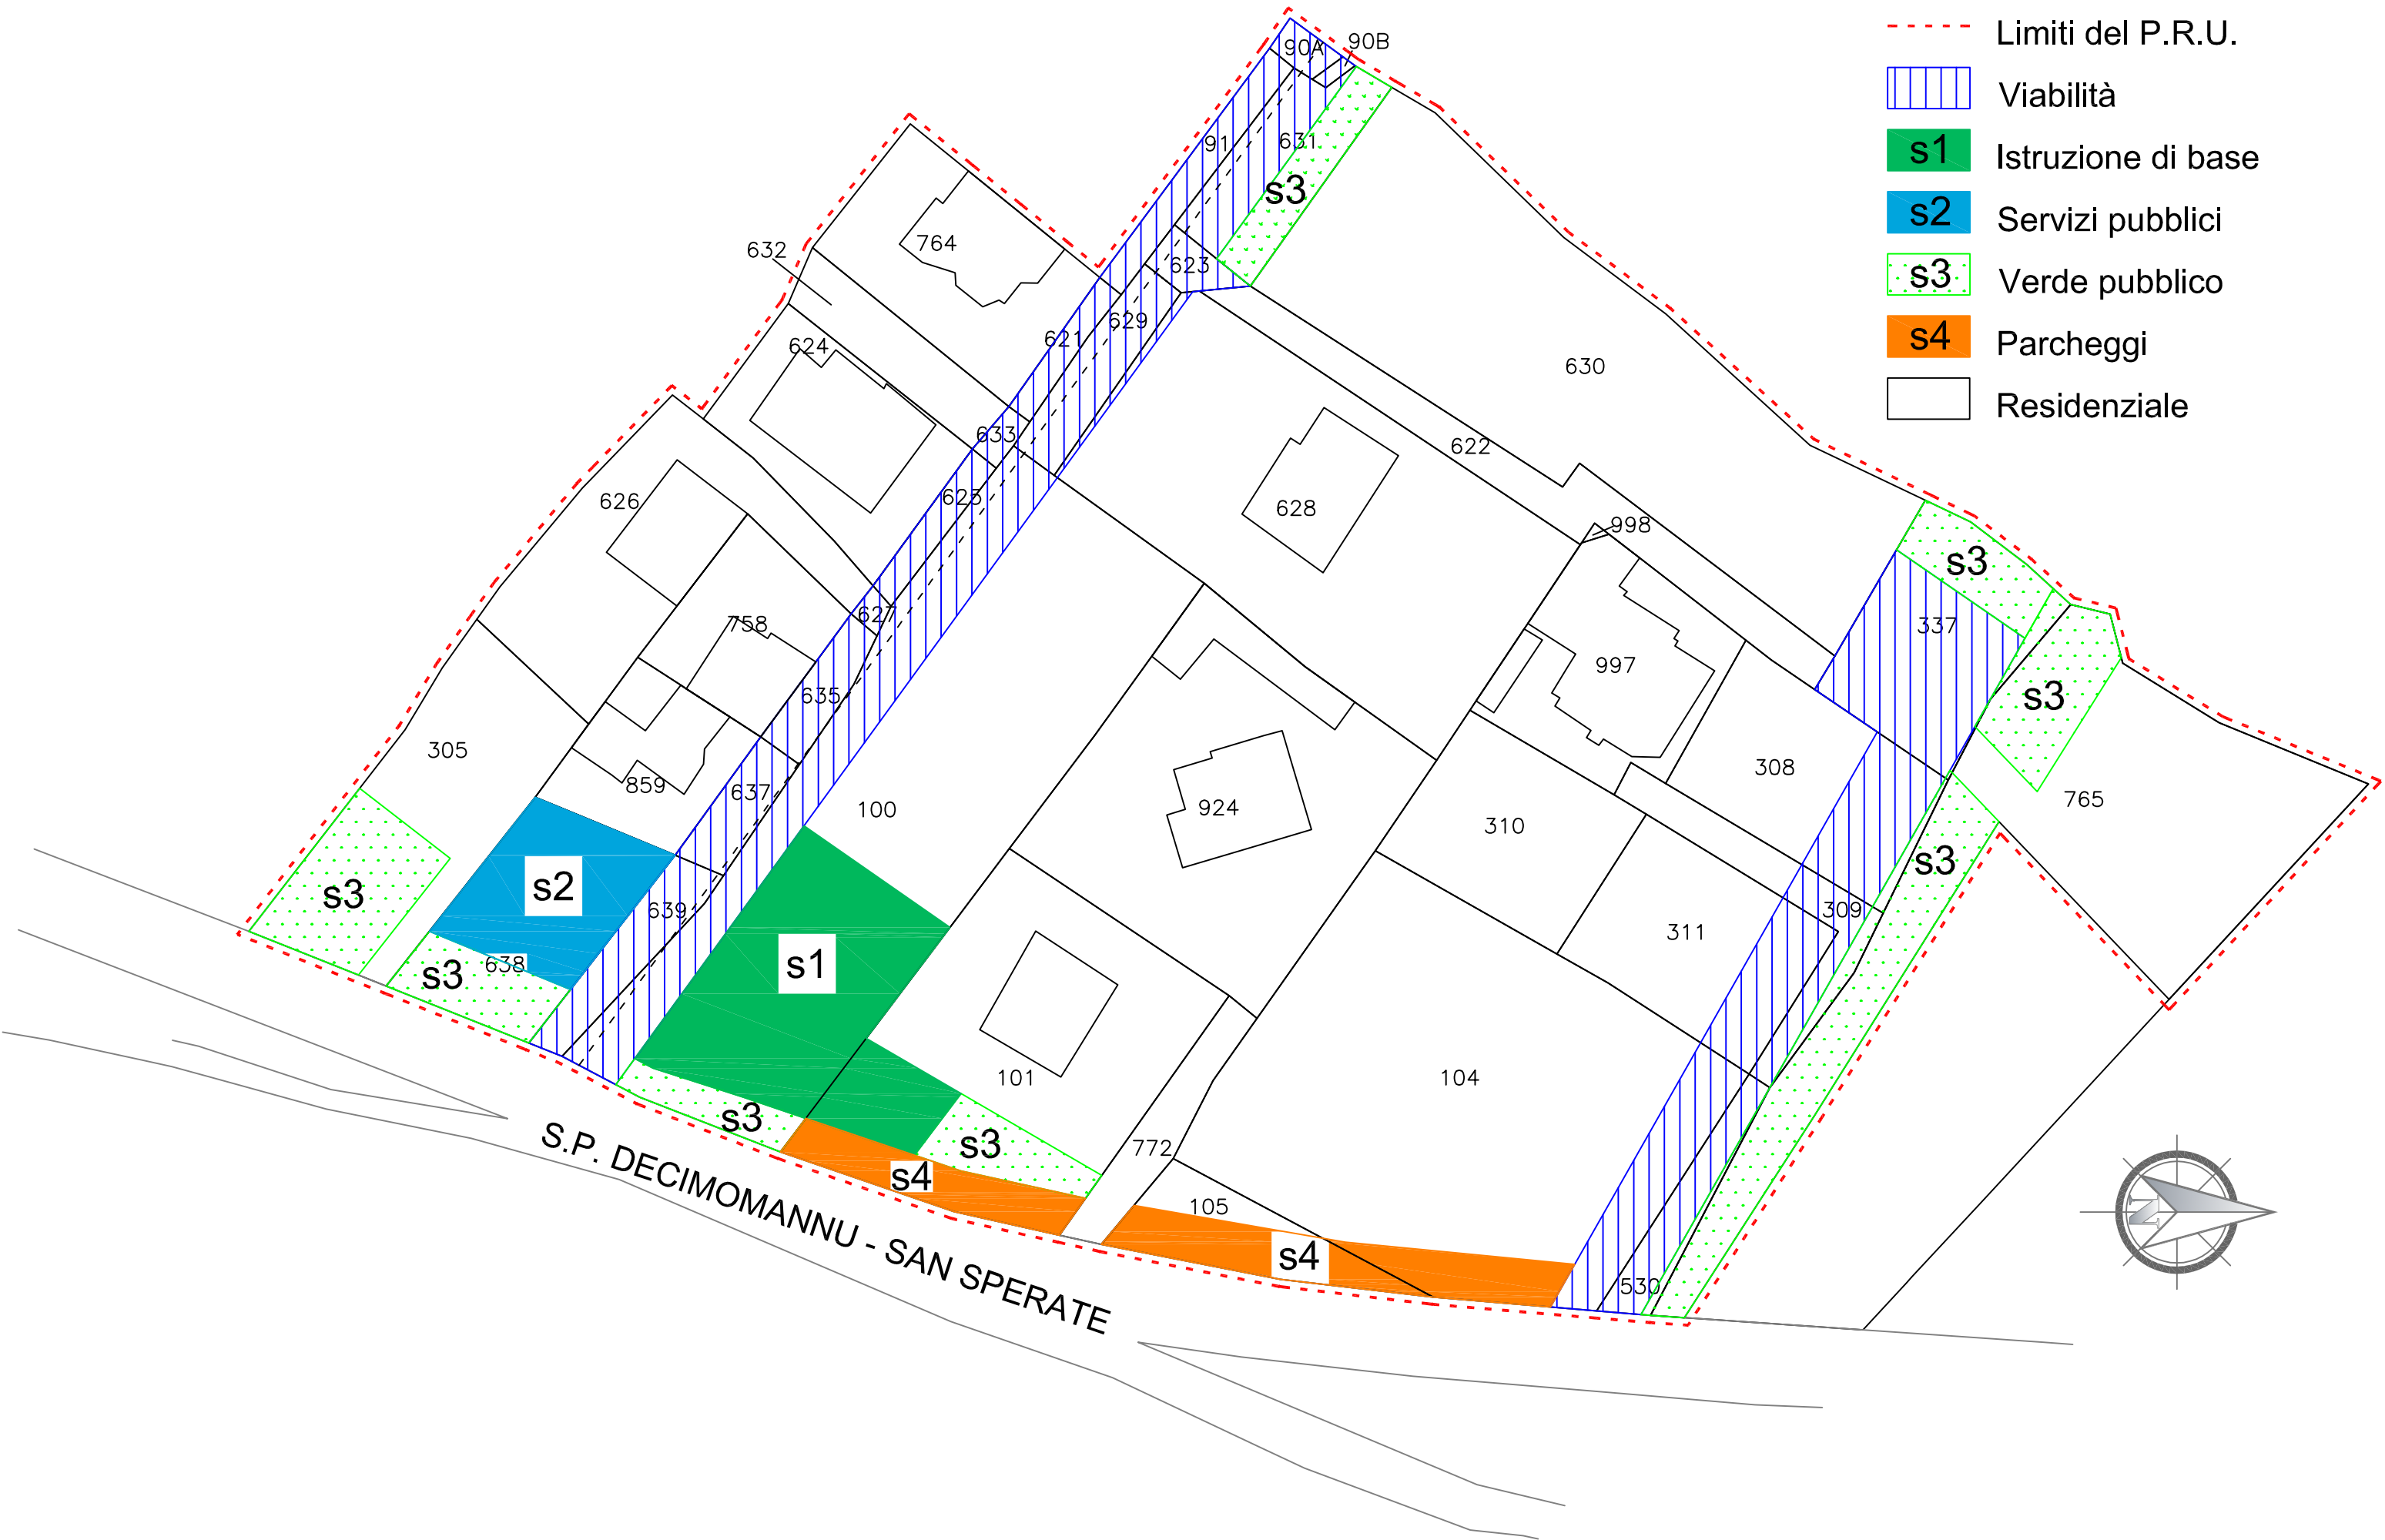 Limiti del P.R.U.
Viabilità
s1 Istruzione di base
s2 Servizi pubblici
s3 Verde pubblico
s4 Parcheggi
Residenziale
90A
90B
91
631
s3
764
632
623
629
621
624
630
633
622
625
628
626
998
s3
627
758
337
997
635
s3
305
308
859
637
765
100
924
310
s3
s2
s3
639
309
311
638
s1
s3
101
104
s3
s3
772
s4
105
s4
530
N
S.P. DECIMOMANNU - SAN SPERATE